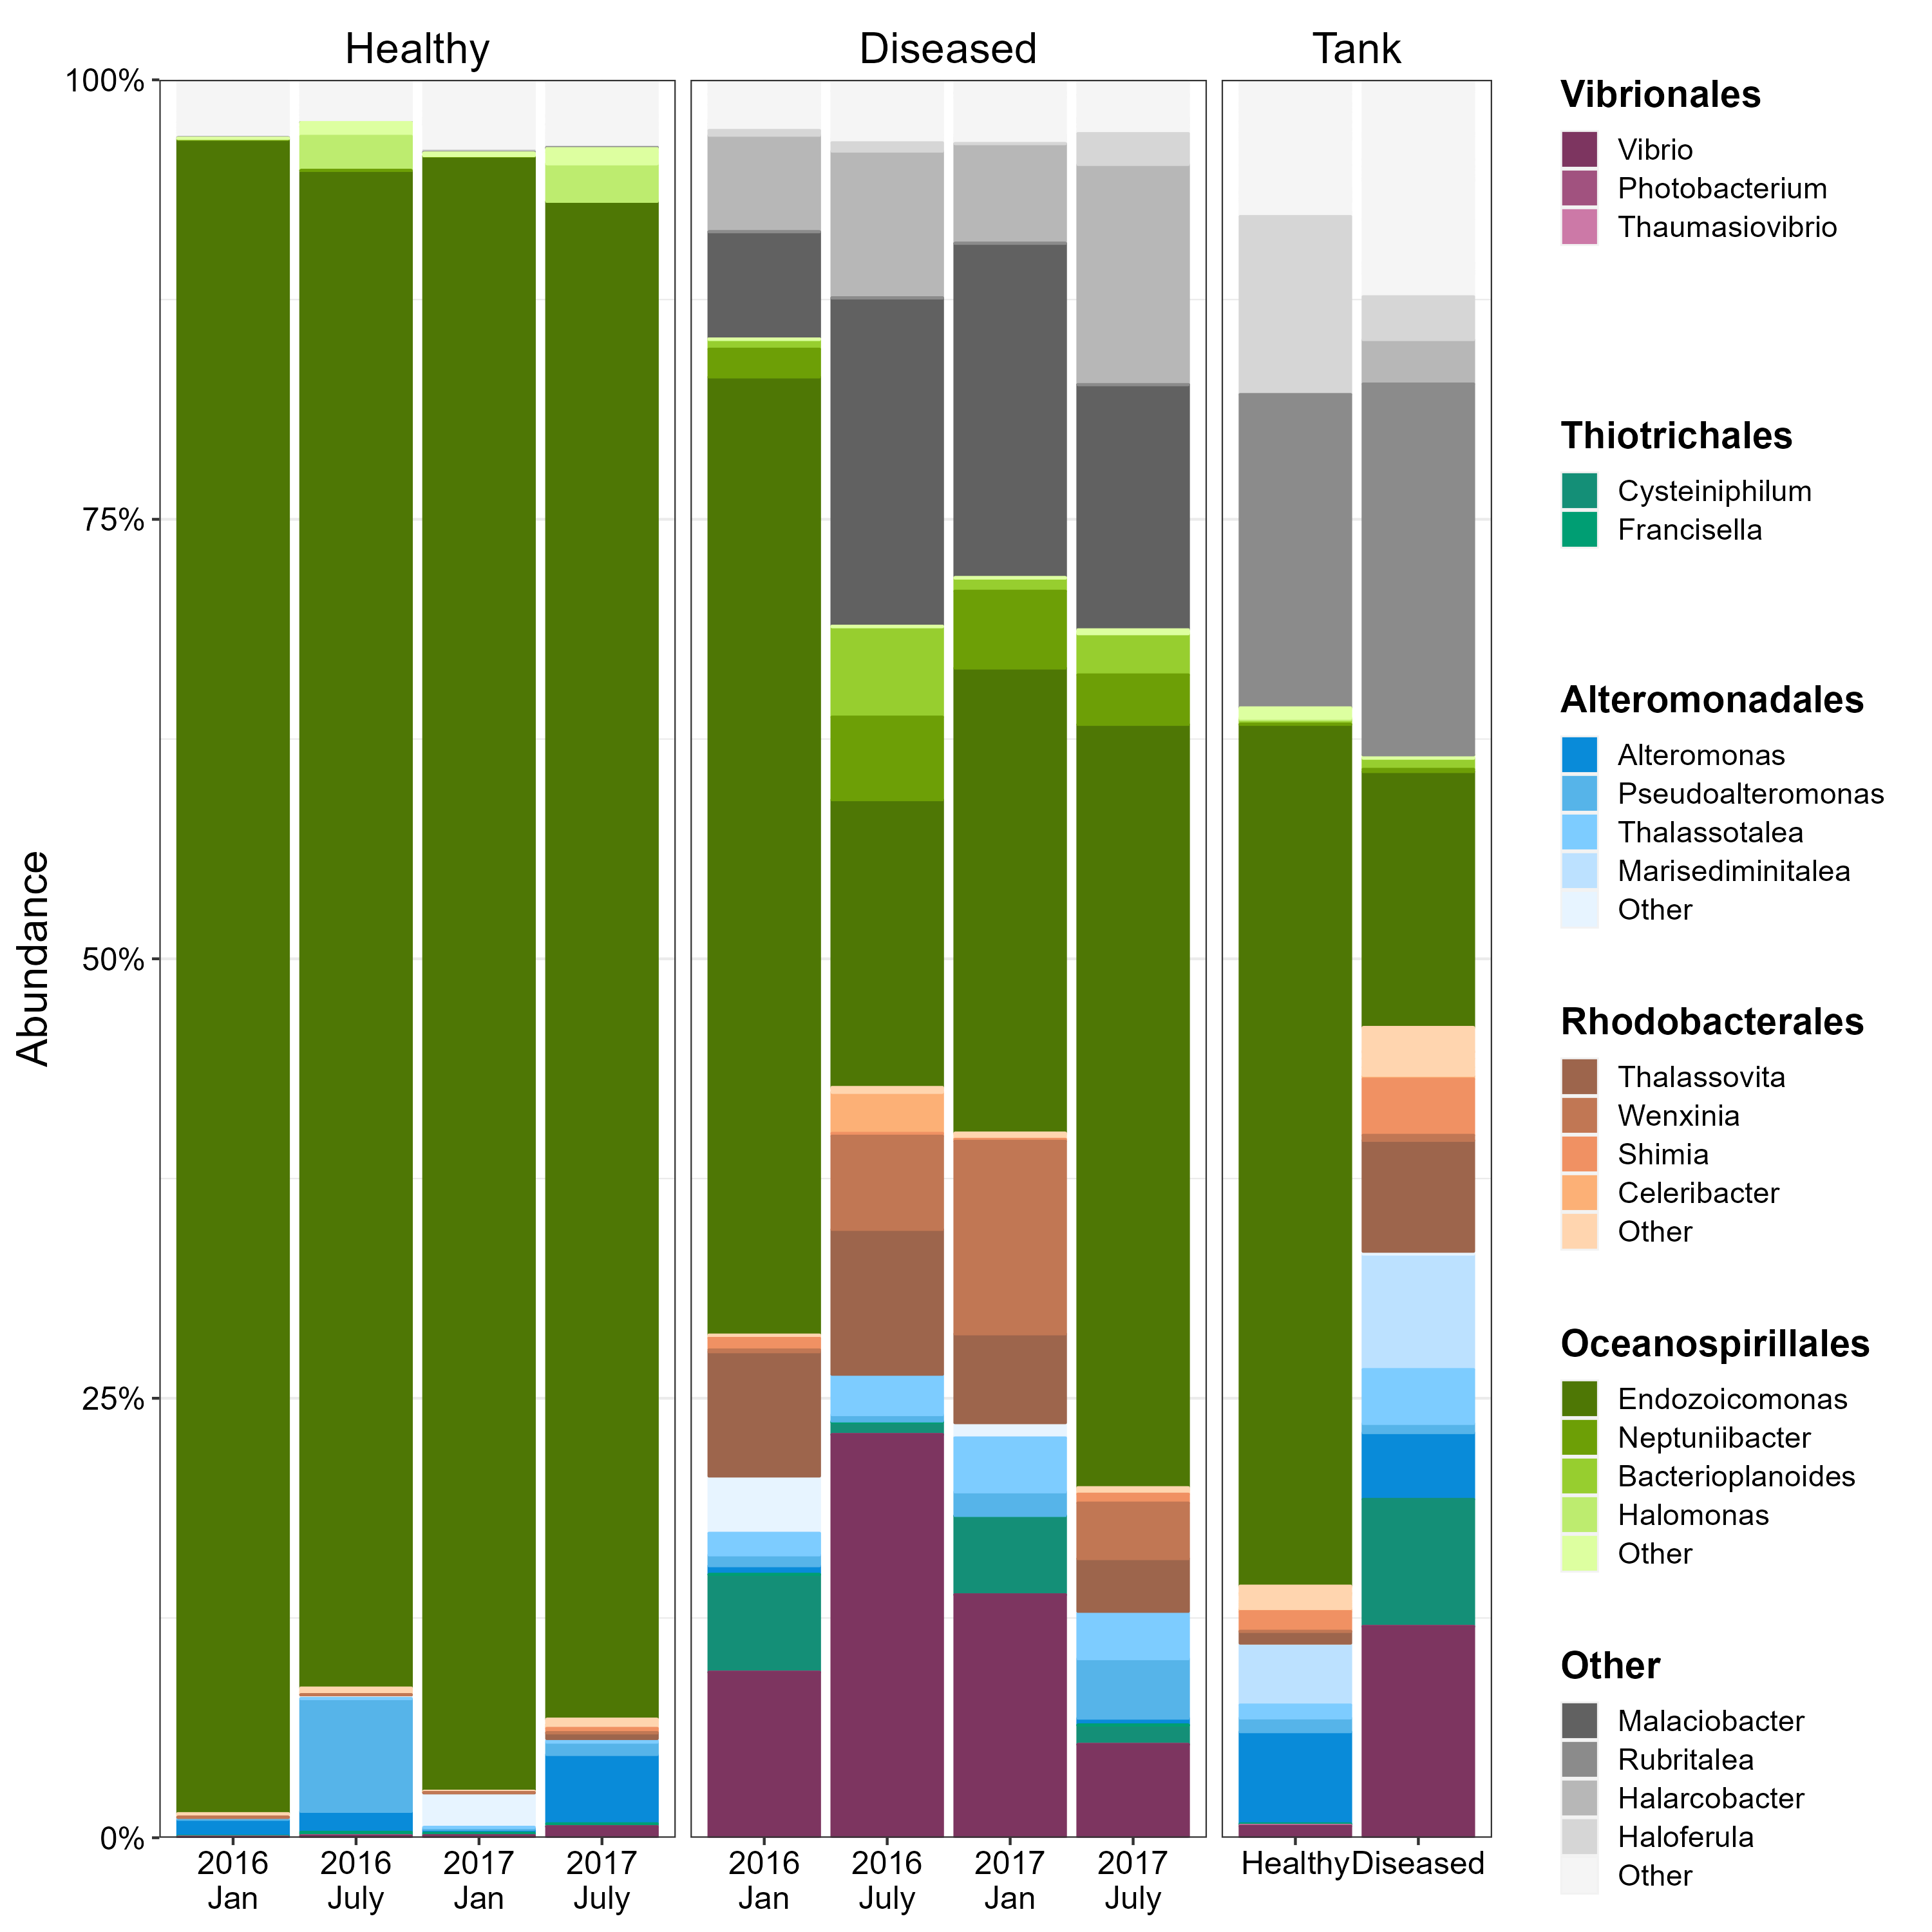 Healthy
Diseased
Tank
Abundance
100%
75%
50%
25%
0%
2016
Jan
2016
July
2017
Jan
2017
July
2016
Jan
2016
July
2017
Jan
2017
July
Healthy
Diseased
Vibrionales
Vibrio
Photobacterium
Thaumasiovibrio
Thiotrichales
Cysteiniphilum
Francisella
Alteromonadales
Alteromonas
Pseudoalteromonas
Thalassotalea
Marisediminitalea
Other
Rhodobacterales
Thalassovita
Wenxinia
Shimia
Celeribacter
Other
Oceanospirillales
Endozoicomonas
Neptuniibacter
Bacterioplanoides
Halomonas
Other
Other
Malaciobacter
Rubritalea
Halarcobacter
Haloferula
Other